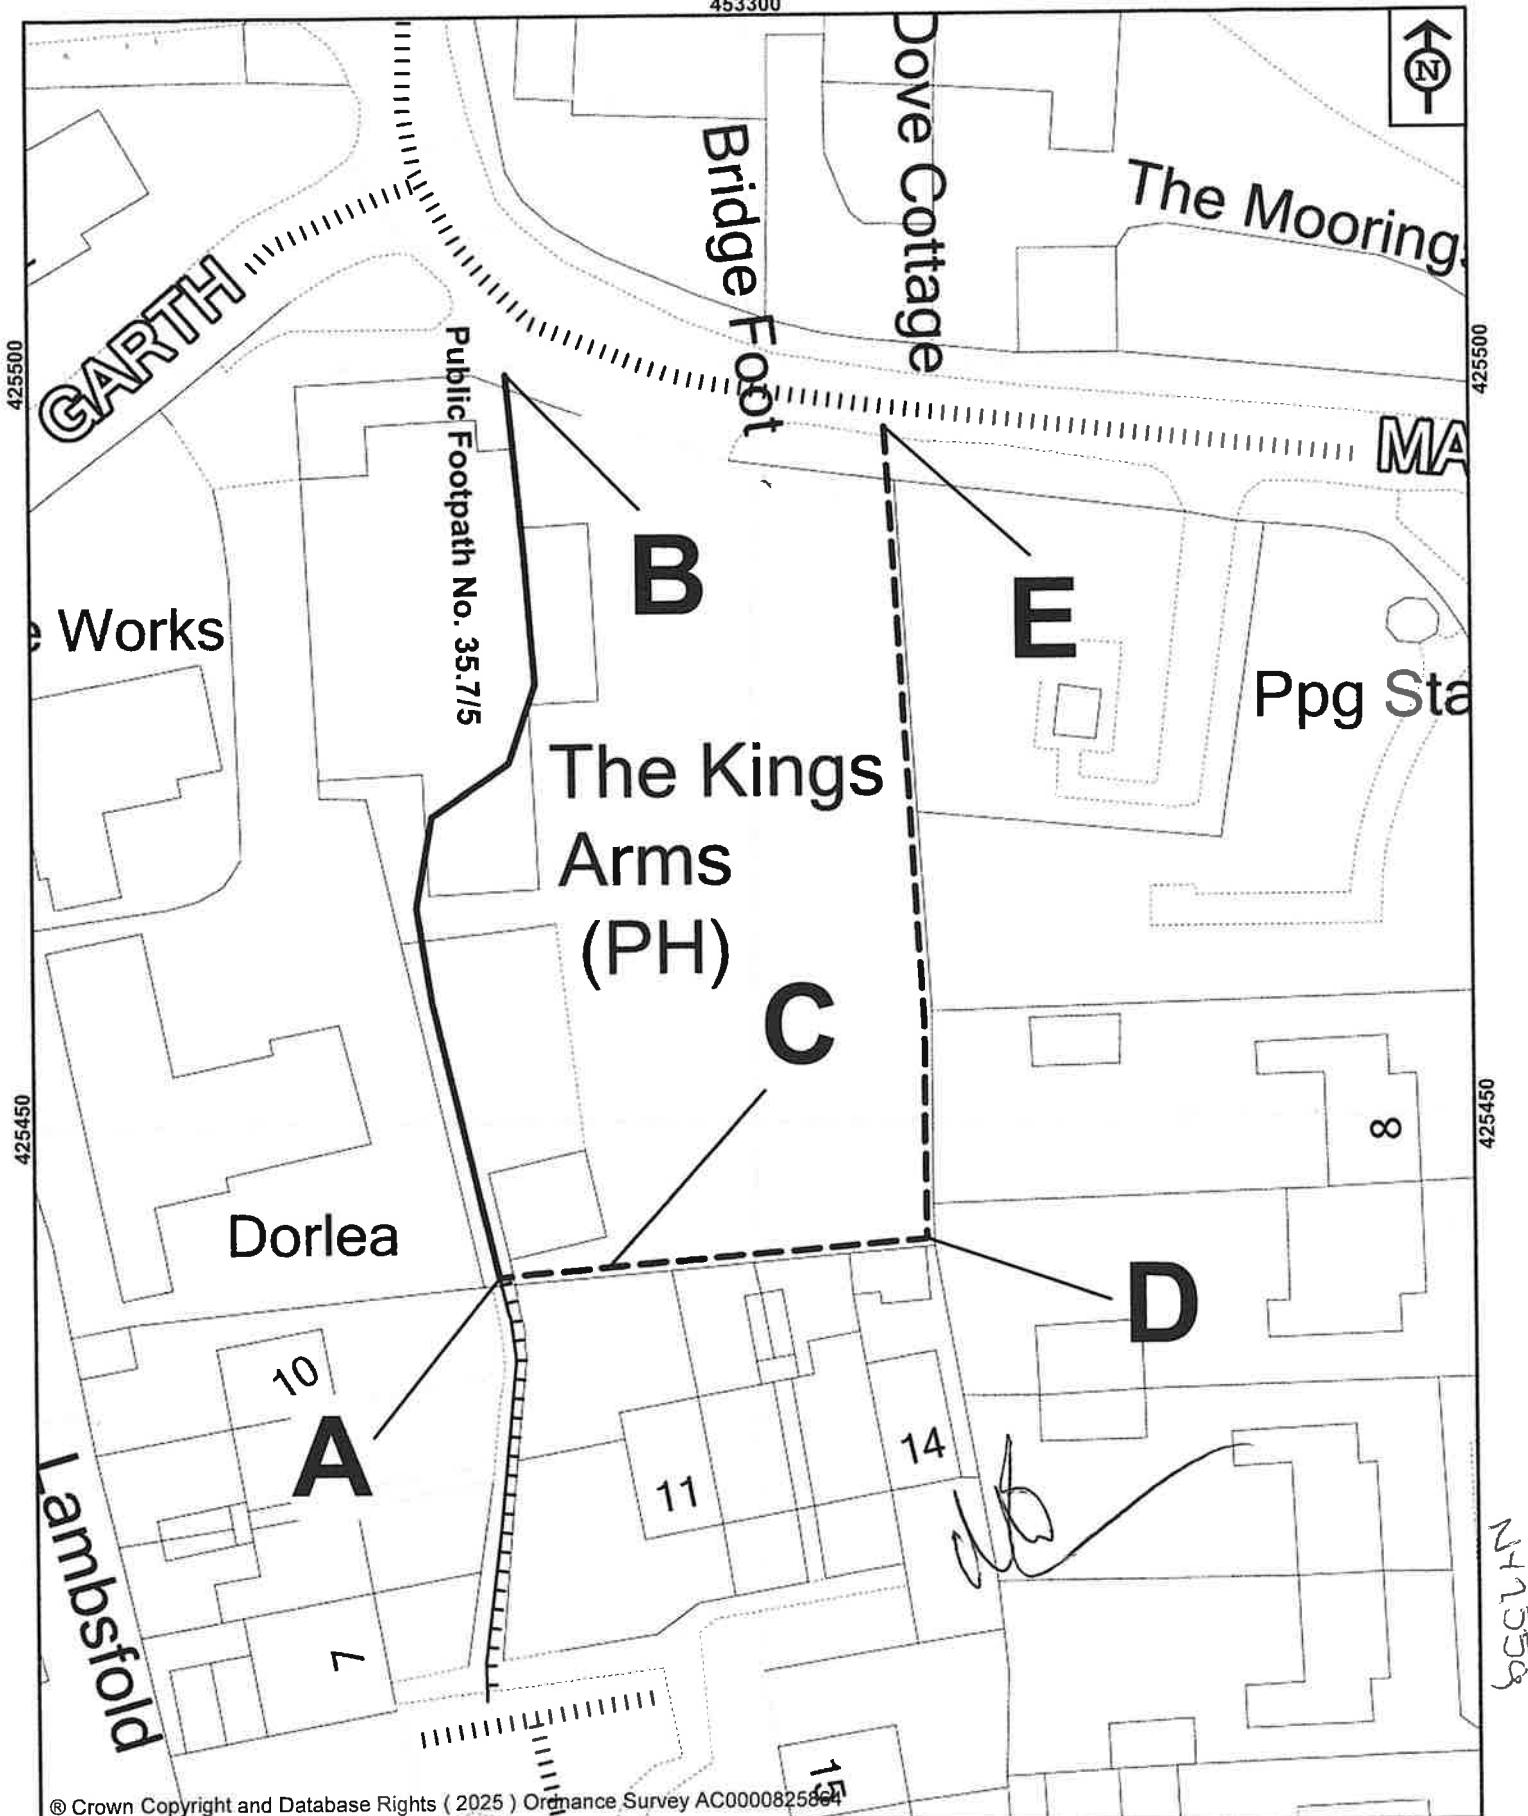 453300
N
Dove Cottage
Bridge Foot
The Moorings
GARTH
425500
425500
Public Footpath No. 35.7/5
MA
B
E
Works
Ppg Sta
The Kings
Arms
(PH)
C
425450
425450
8
Dorlea
D
10
A
14
11
Lambsfold
7
15
® Crown Copyright and Database Rights ( 2025 ) Ordnance Survey AC0000825864